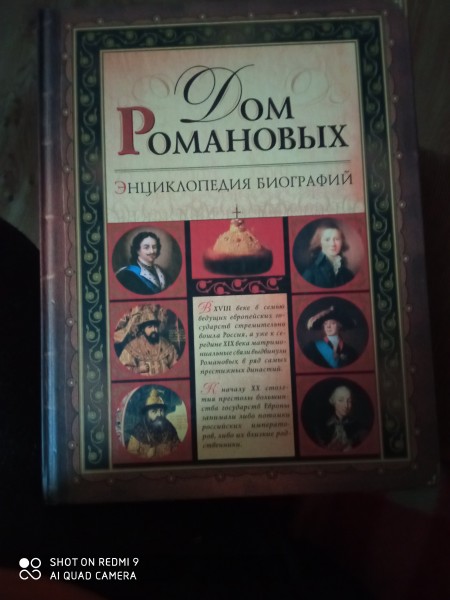 Дом
Романовых
Энциклопедия биографий
В XVIII веке в семью
ведущих европейских го-
сударств стремительно
вошла Россия, а уже к се-
редине XIX века матримо-
ниальные связи выдвинули
Романовых в ряд самых
престижных династий.
К началу XX столе-
тия престолы большин-
ства государств Европы
занимали либо потомки
российских императо-
ров, либо их близкие род-
ственники.
SHOT ON REDMI 9
AI QUAD CAMERA